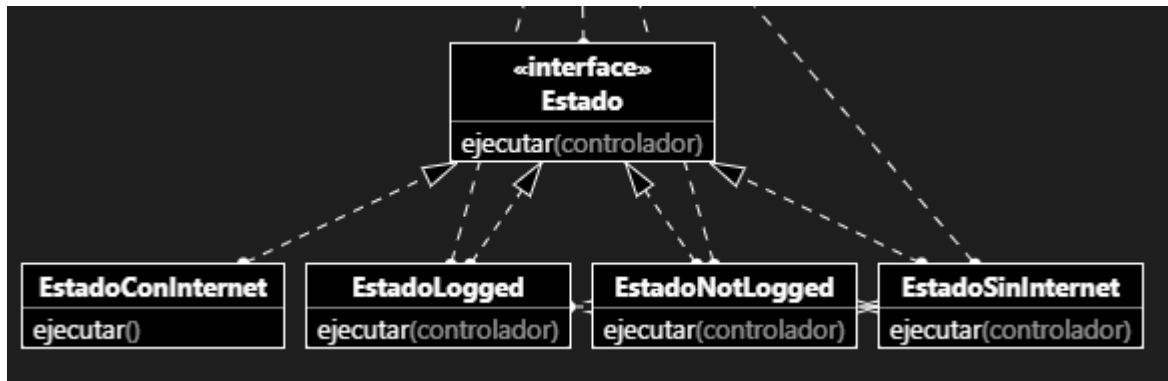 «interface»
Estado
ejecutar(controlador)
EstadoConInternet
ejecutar()
EstadoLogged
ejecutar(controlador)
EstadoNotLogged
ejecutar(controlador)
EstadoSinInternet
ejecutar(controlador)